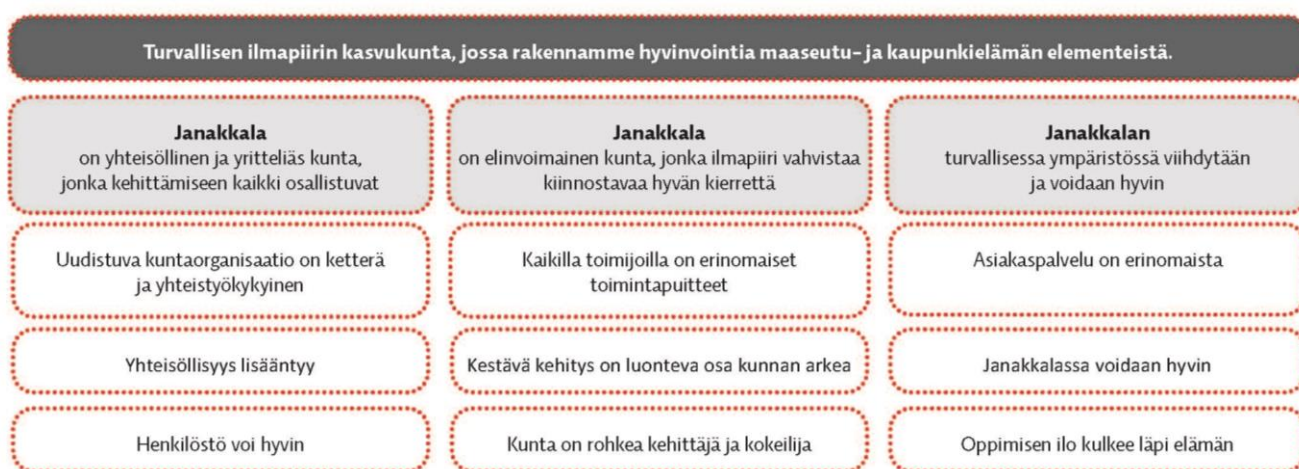 Turvallisen ilmapiirin kasvukunta, jossa rakennamme hyvinvointia maaseutu- ja kaupunkielämän elementeistä.
Janakkala
on yhteisöllinen ja yritteliäs kunta,
jonka kehittämiseen kaikki osallistuvat
Janakkala
on elinvoimainen kunta, jonka ilmapiiri vahvistaa
kiinnostavaa hyvän kierrettä
Janakkalan
turvallisessa ympäristössä viihdytään
ja voidaan hyvin
Uudistuva kuntaorganisaatio on ketterä
ja yhteistyökykyinen
Kaikilla toimijoilla on erinomaiset
toimintapuitteet
Asiakaspalvelu on erinomaista
Yhteisöllisyys lisääntyy
Kestävä kehitys on luonteva osa kunnan arkea
Janakkalassa voidaan hyvin
Henkilöstö voi hyvin
Kunta on rohkea kehittäjä ja kokeilija
Oppimisen ilo kulkee läpi elämän